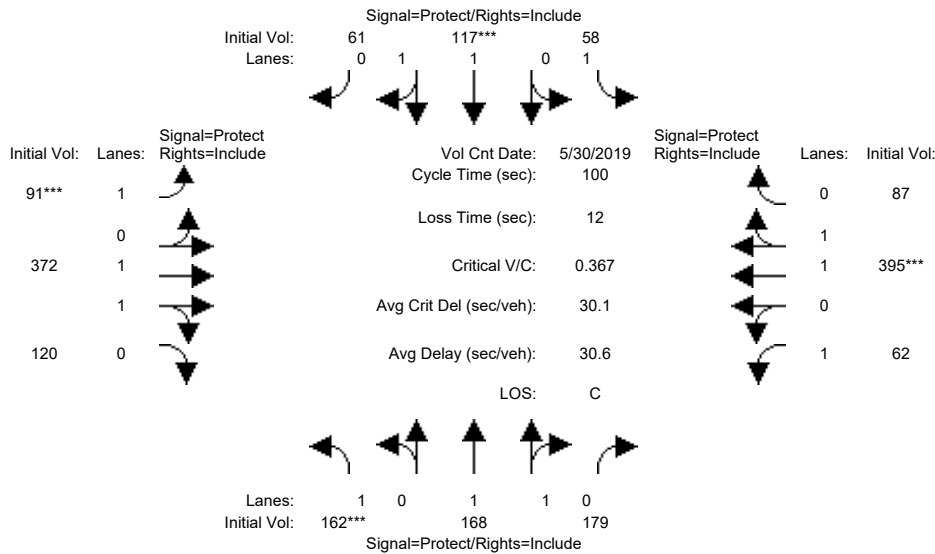 Signal=Protect/Rights=Include
Initial Vol: 61 117*** 58
Lanes: 0 1 1 0 1
Signal=Protect
Initial Vol: Lanes: Rights=Include
Vol Cnt Date: 5/30/2019
Signal=Protect
Rights=Include Lanes: Initial Vol:
Cycle Time (sec): 100
91*** 1
0 87
Loss Time (sec): 12
0
1
372 1
Critical V/C: 0.367
1 395***
1
Avg Crit Del (sec/veh): 30.1
0
120 0
Avg Delay (sec/veh): 30.6
1 62
LOS: C
Lanes: 1 0 1 1 0
Initial Vol: 162*** 168 179
Signal=Protect/Rights=Include